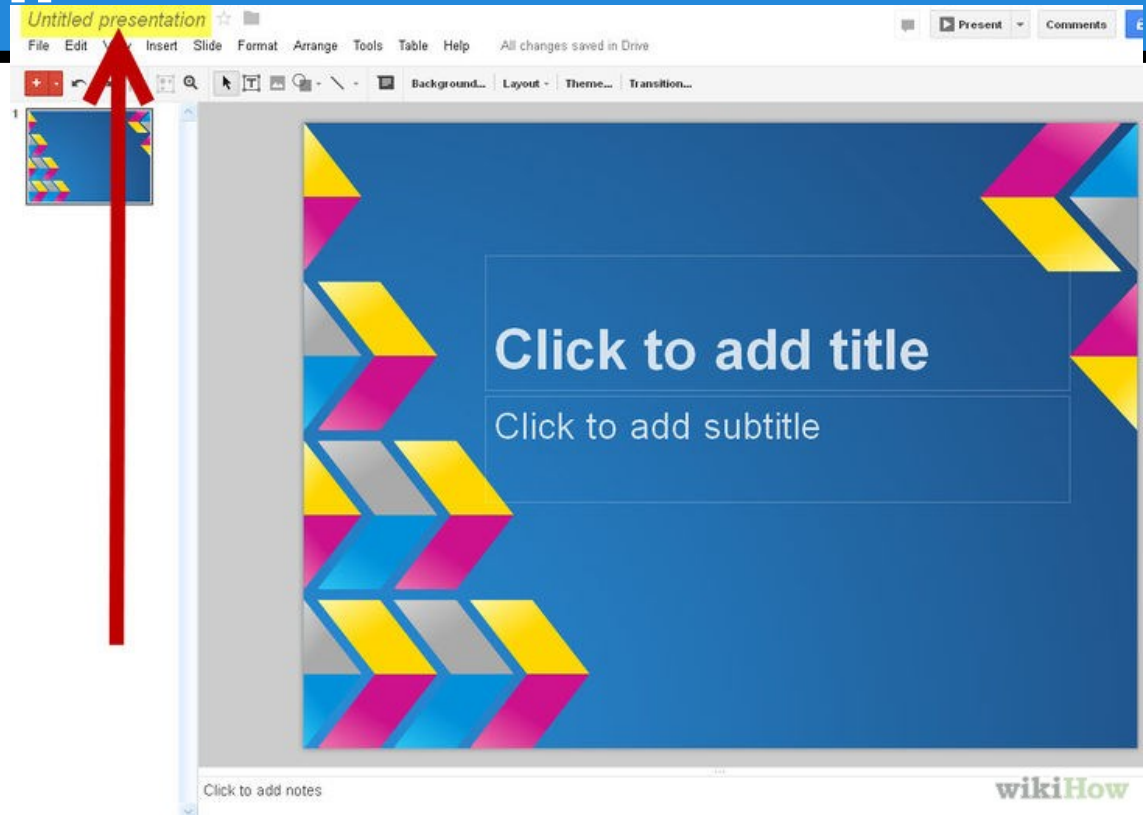 Untitled presentation
Present Comments
File Edit Insert Slide Format Arrange Tools Table Help All changes saved in Drive
Background... Layout Theme... Transition...
1
Click to add title
Click to add subtitle
Click to add notes
wikiHow